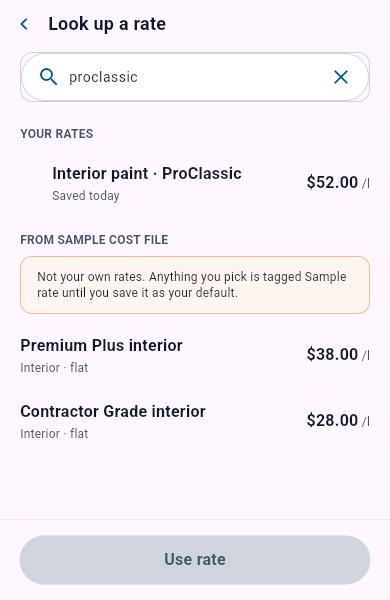 Look up a rate
proclassic
YOUR RATES
Interior paint · ProClassic
$52.00 /l
Saved today
FROM SAMPLE COST FILE
Not your own rates. Anything you pick is tagged Sample
rate until you save it as your default.
Premium Plus interior
$38.00 /l
Interior · flat
Contractor Grade interior
$28.00 /l
Interior · flat
Use rate